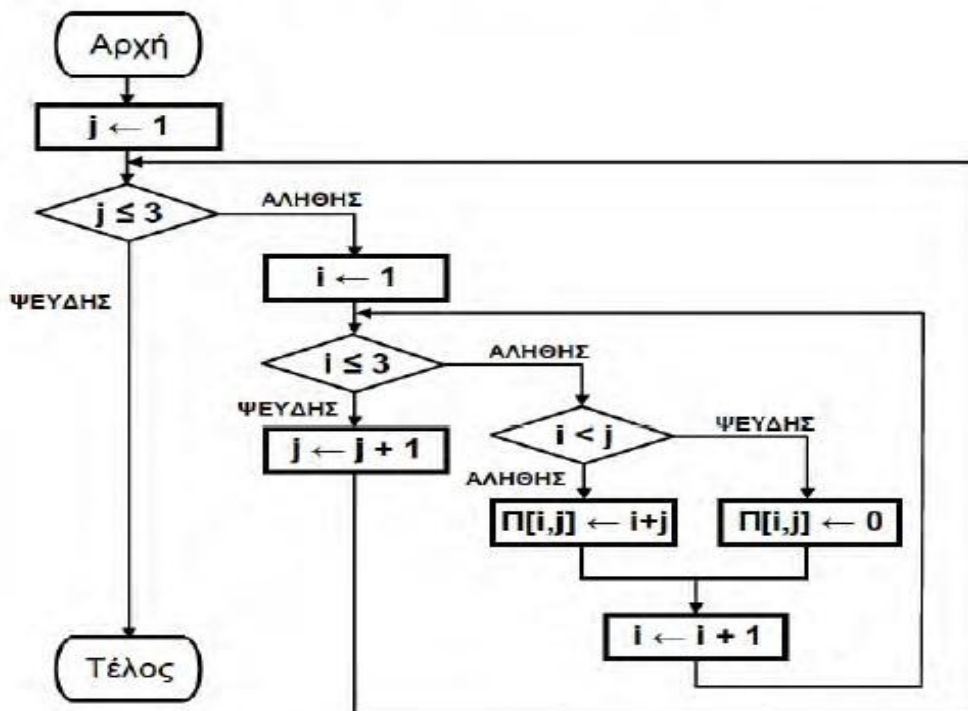 Αρχή
j ← 1
j ≤ 3
ΑΛΗΘΗΣ
ΨΕΥΔΗΣ
i ← 1
i ≤ 3
ΑΛΗΘΗΣ
ΨΕΥΔΗΣ
j ← j + 1
i < j
ΨΕΥΔΗΣ
ΑΛΗΘΗΣ
Π[i,j] ← i+j
Π[i,j] ← 0
i ← i + 1
Τέλος